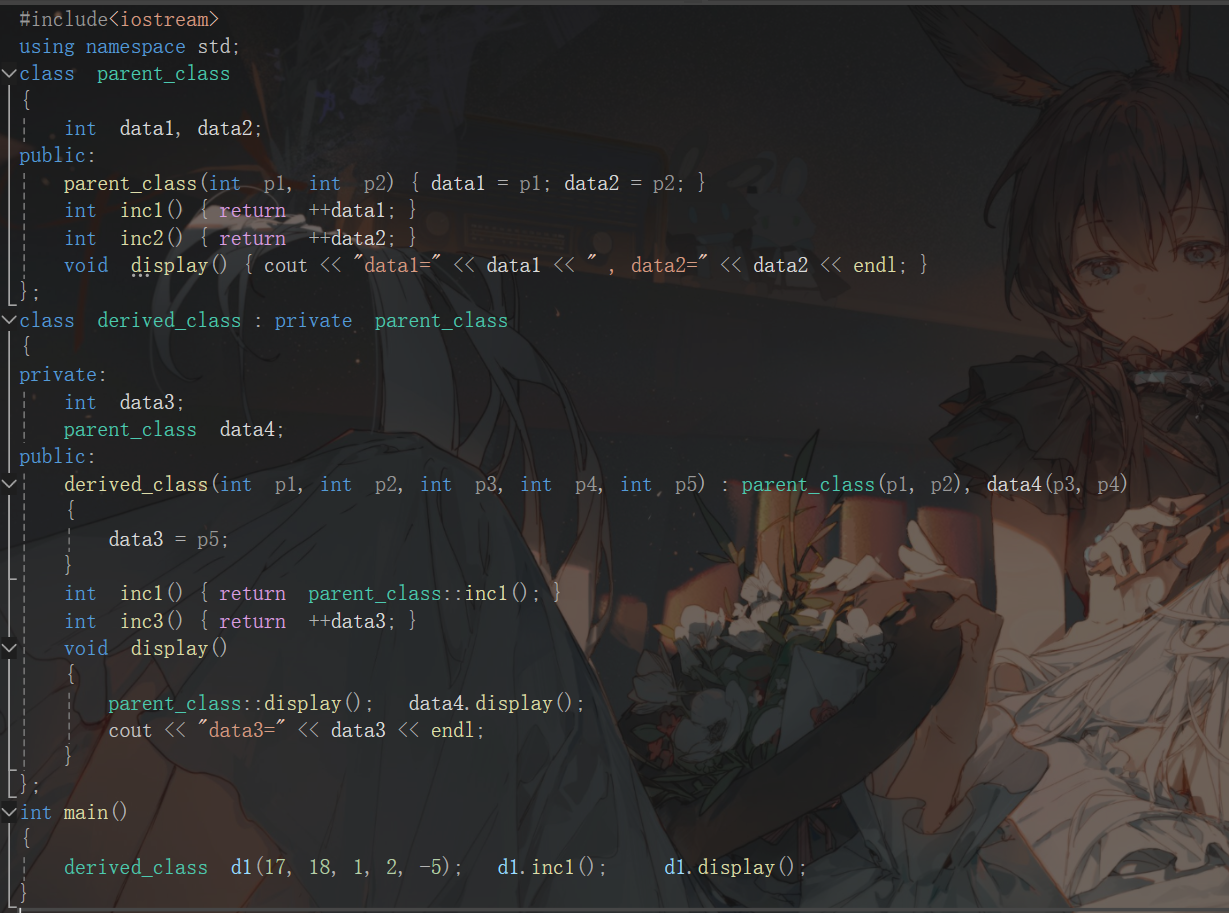 #include<iostream>
using namespace std;
class parent_class
{
int data1, data2;
public:
parent_class(int p1, int p2) { data1 = p1; data2 = p2; }
int inc1() { return ++data1; }
int inc2() { return ++data2; }
void display() { cout << "data1=" << data1 << " , data2=" << data2 << endl; }
};
class derived_class : private parent_class
{
private:
int data3;
parent_class data4;
public:
derived_class(int p1, int p2, int p3, int p4, int p5) : parent_class(p1, p2), data4(p3, p4)
{
data3 = p5;
}
int inc1() { return parent_class::inc1(); }
int inc3() { return ++data3; }
void display()
{
parent_class::display(); data4.display();
cout << "data3=" << data3 << endl;
}
};
int main()
{
derived_class d1(17, 18, 1, 2, -5); d1.inc1(); d1.display();
}